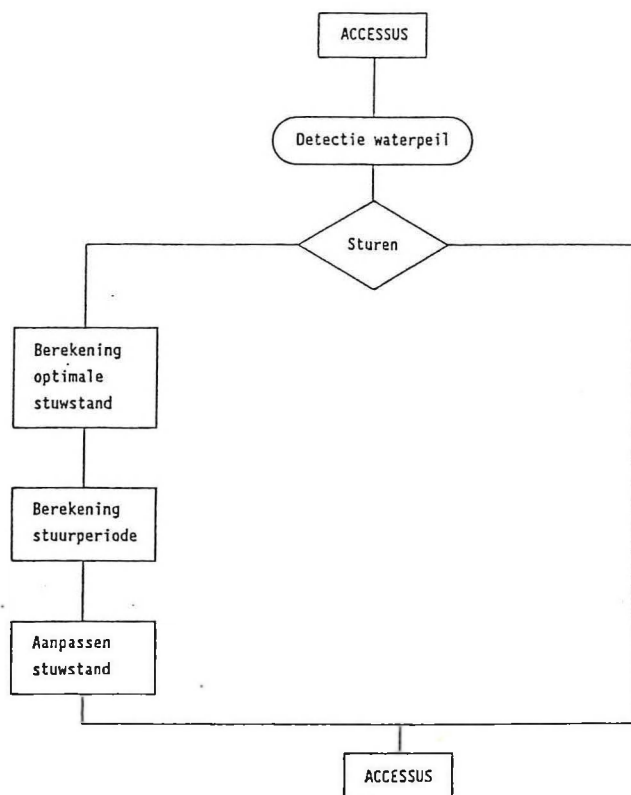 ACCESSUS
Detectie waterpeil
Sturen
Berekening
optimale
stuwstand
Berekening
stuurperiode
Aanpassen
stuwstand
ACCESSUS